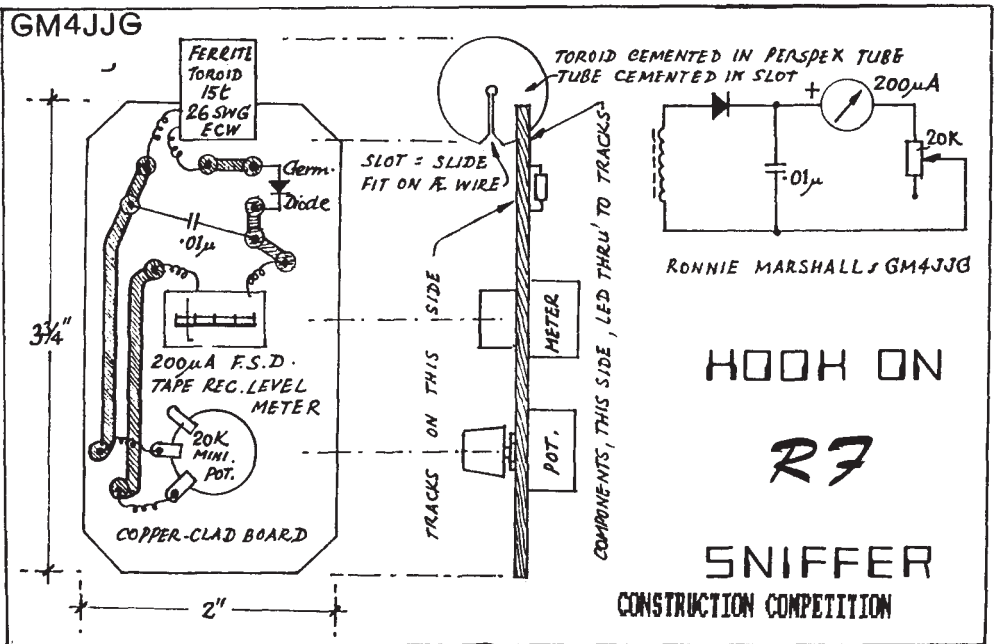 GM4JJG
FERRITE
TOROID
15t
26 SWG
ECW
Germ.
Diode
.01µ
3¼"
200µA F.S.D.
TAPE REC. LEVEL
METER
20K
MINI.
POT.
COPPER-CLAD BOARD
2"
TOROID CEMENTED IN PERSPEX TUBE
TUBE CEMENTED IN SLOT
SLOT = SLIDE
FIT ON Æ WIRE
TRACKS ON THIS SIDE
METER
POT.
COMPONENTS, THIS SIDE, LED THRU' TO TRACKS
+
200µA
.01µ
20K
RONNIE MARSHALL, GM4JJG
HOOK ON
RF
SNIFFER
CONSTRUCTION COMPETITION